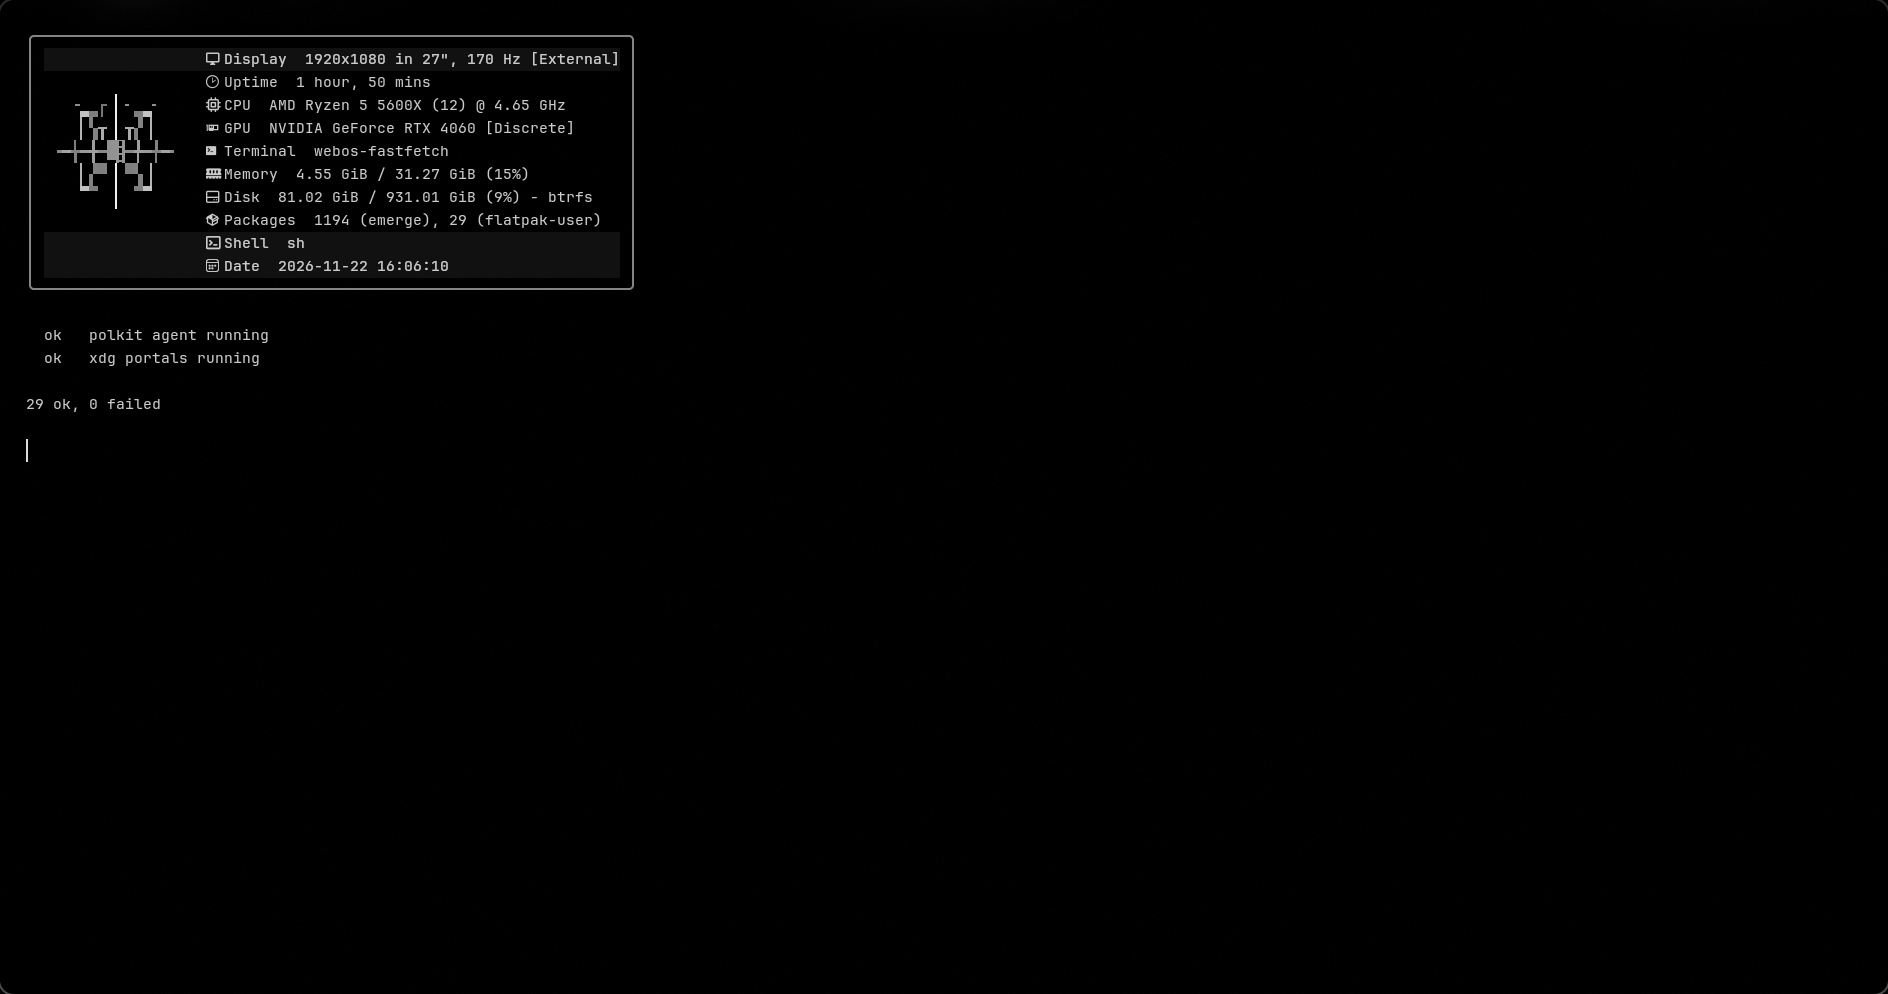 Display  1920x1080 in 27", 170 Hz [External]
Uptime  1 hour, 50 mins
CPU  AMD Ryzen 5 5600X (12) @ 4.65 GHz
GPU  NVIDIA GeForce RTX 4060 [Discrete]
Terminal  webos-fastfetch
Memory  4.55 GiB / 31.27 GiB (15%)
Disk  81.02 GiB / 931.01 GiB (9%) - btrfs
Packages  1194 (emerge), 29 (flatpak-user)
Shell  sh
Date  2026-11-22 16:06:10
ok   polkit agent running
ok   xdg portals running
29 ok, 0 failed